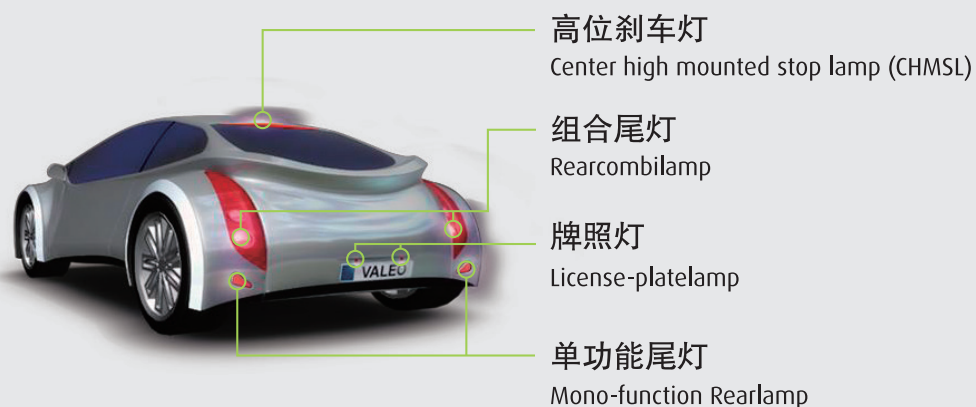 高位刹车灯
Center high mounted stop lamp (CHMSL)
组合尾灯
Rearcombilamp
牌照灯
License-platelamp
VALEO
单功能尾灯
Mono-function Rearlamp